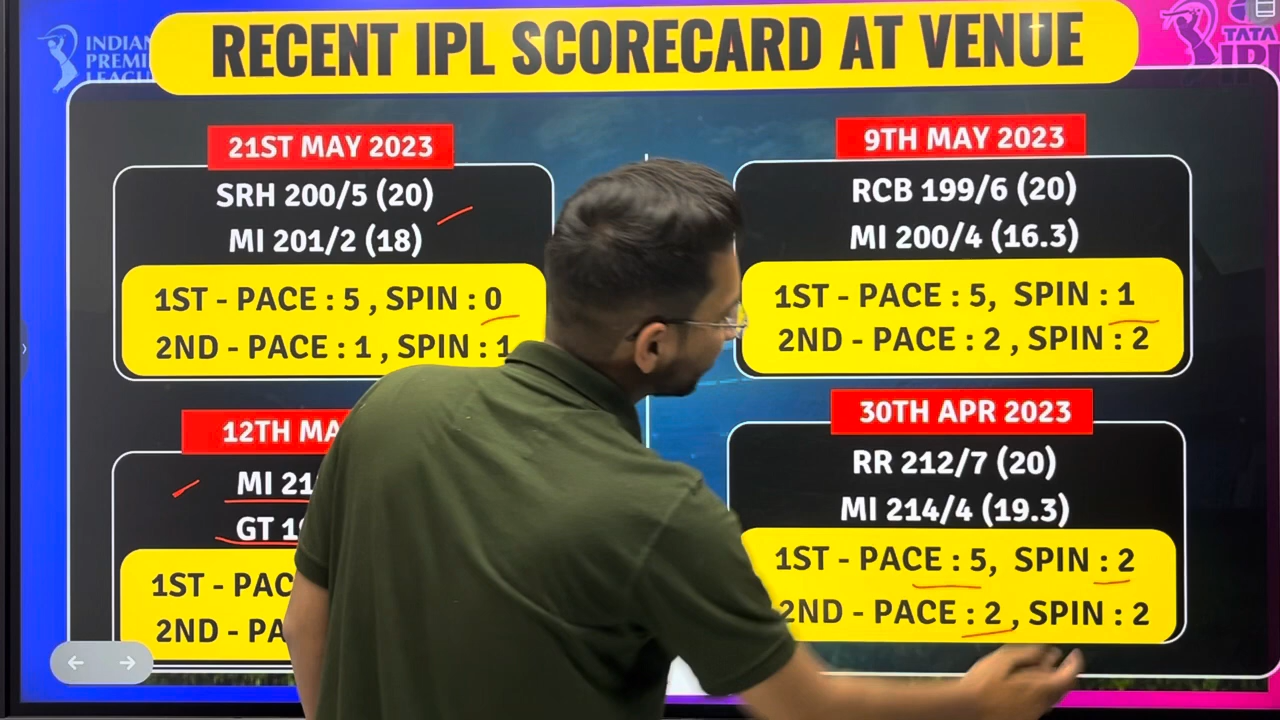 INDIAN
PREMI
LEAGU
RECENT IPL SCORECARD AT VENUE
TATA
IPL
21ST MAY 2023
SRH 200/5 (20)
MI 201/2 (18)
1ST - PACE : 5 , SPIN : 0
2ND - PACE : 1 , SPIN : 1
9TH MAY 2023
RCB 199/6 (20)
MI 200/4 (16.3)
1ST - PACE : 5, SPIN : 1
2ND - PACE : 2 , SPIN : 2
12TH MA
MI 21
GT 1
1ST - PAC
2ND - PA
30TH APR 2023
RR 212/7 (20)
MI 214/4 (19.3)
1ST - PACE : 5, SPIN : 2
2ND - PACE : 2 , SPIN : 2